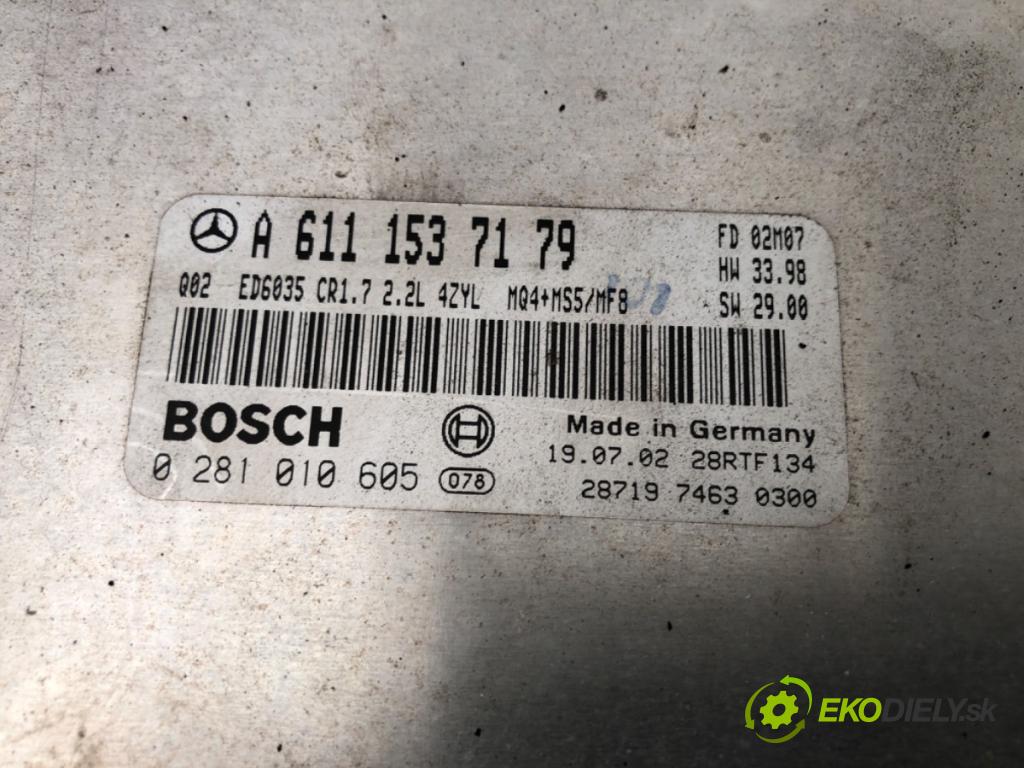 A 611 153 71 79
FD 02M07
HW 33.98
SW 29.00
Q02 ED6035 CR1.7 2.2L 4ZYL MQ4+MS5/MF8
BOSCH
0 281 010 605 078
Made in Germany
19.07.02 28RTF134
28719 7463 0300
EKODIELY.sk